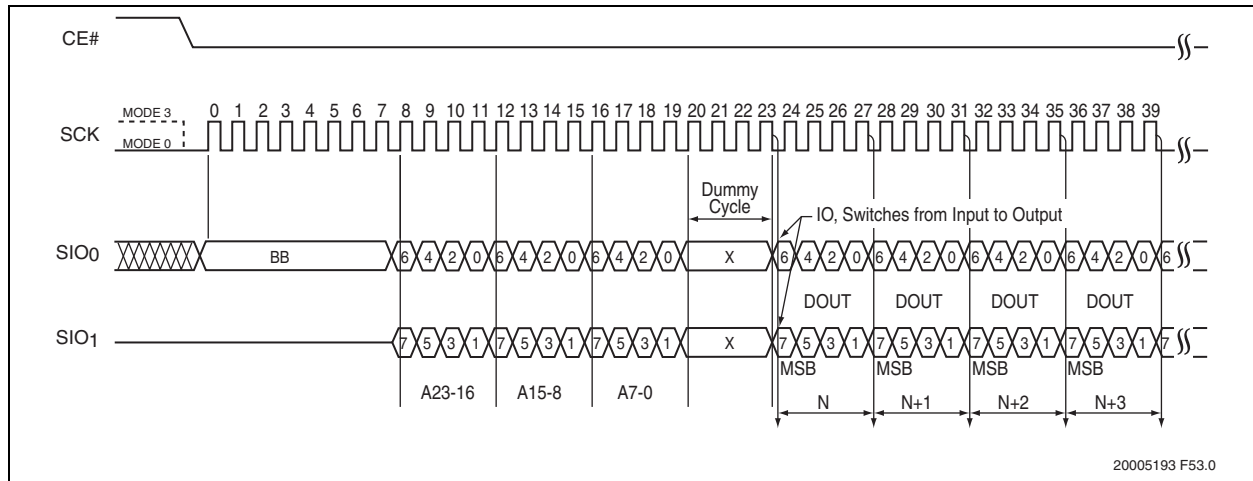 CE#
MODE 3
0 1 2 3 4 5 6 7 8 9 10 11 12 13 14 15 16 17 18 19 20 21 22 23 24 25 26 27 28 29 30 31 32 33 34 35 36 37 38 39
SCK
MODE 0
Dummy
Cycle
IO, Switches from Input to Output
SIO0
BB
6 4 2 0 6 4 2 0 6 4 2 0 X 6 4 2 0 6 4 2 0 6 4 2 0 6 4 2 0 6
DOUT DOUT DOUT DOUT
SIO1
7 5 3 1 7 5 3 1 7 5 3 1 X 7 5 3 1 7 5 3 1 7 5 3 1 7 5 3 1 7
MSB MSB MSB MSB
A23-16 A15-8 A7-0
N N+1 N+2 N+3
20005193 F53.0